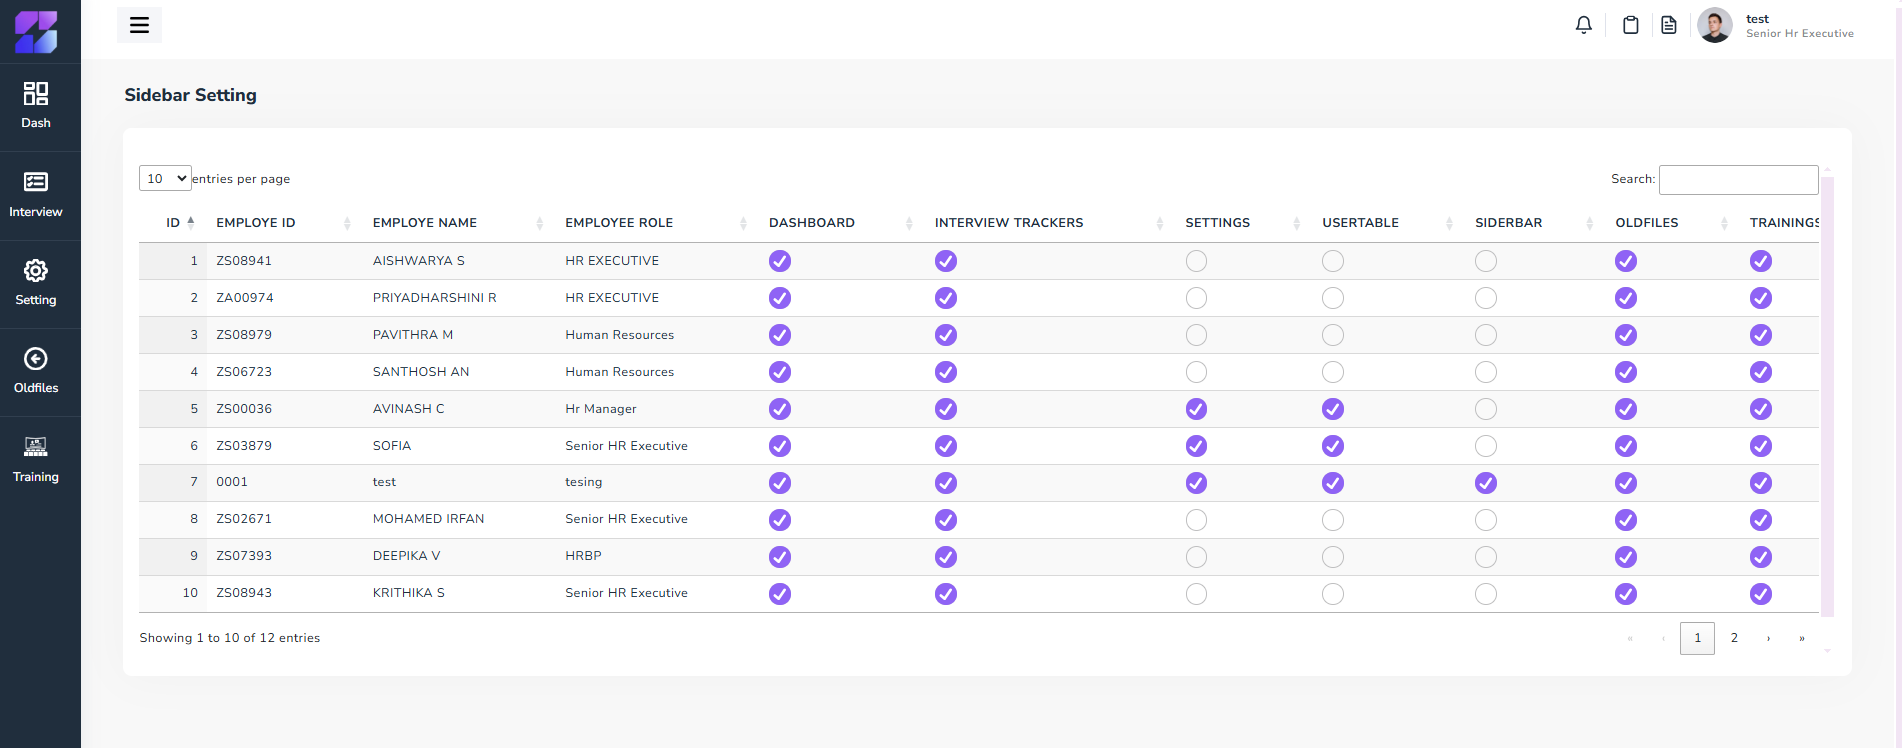 test
Senior Hr Executive
Dash
Interview
Setting
Oldfiles
Training
Sidebar Setting
10 entries per page
Search:
ID EMPLOYE ID EMPLOYE NAME EMPLOYEE ROLE DASHBOARD INTERVIEW TRACKERS SETTINGS USERTABLE SIDERBAR OLDFILES TRAININGS
1 ZS08941 AISHWARYA S HR EXECUTIVE
2 ZA00974 PRIYADHARSHINI R HR EXECUTIVE
3 ZS08979 PAVITHRA M Human Resources
4 ZS06723 SANTHOSH AN Human Resources
5 ZS00036 AVINASH C Hr Manager
6 ZS03879 SOFIA Senior HR Executive
7 0001 test tesing
8 ZS02671 MOHAMED IRFAN Senior HR Executive
9 ZS07393 DEEPIKA V HRBP
10 ZS08943 KRITHIKA S Senior HR Executive
Showing 1 to 10 of 12 entries
« ‹ 1 2 › »